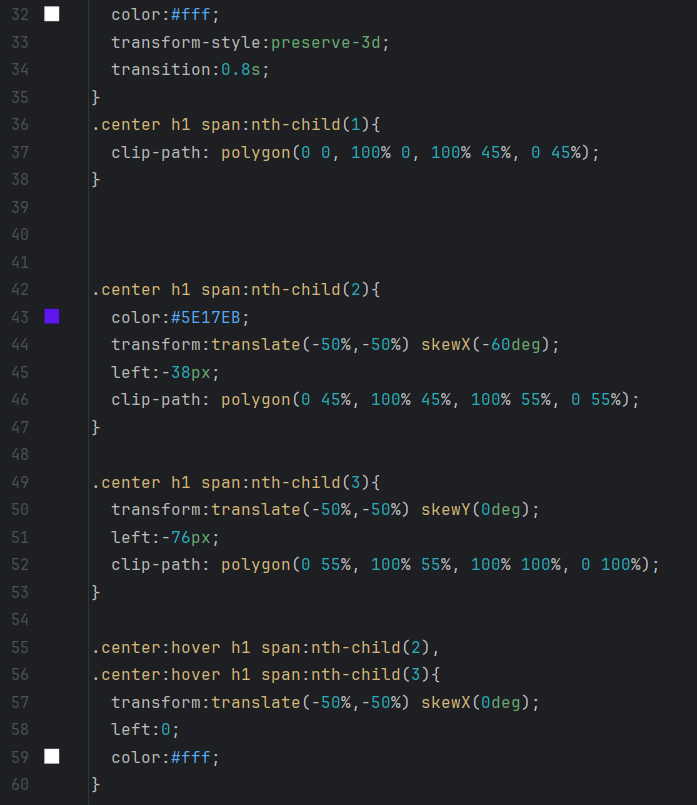 32 color:#fff;
33 transform-style:preserve-3d;
34 transition:0.8s;
35 }
36 .center h1 span:nth-child(1){
37 clip-path: polygon(0 0, 100% 0, 100% 45%, 0 45%);
38 }
39
40
41
42 .center h1 span:nth-child(2){
43 color:#5E17EB;
44 transform:translate(-50%,-50%) skewX(-60deg);
45 left:-38px;
46 clip-path: polygon(0 45%, 100% 45%, 100% 55%, 0 55%);
47 }
48
49 .center h1 span:nth-child(3){
50 transform:translate(-50%,-50%) skewY(0deg);
51 left:-76px;
52 clip-path: polygon(0 55%, 100% 55%, 100% 100%, 0 100%);
53 }
54
55 .center:hover h1 span:nth-child(2),
56 .center:hover h1 span:nth-child(3){
57 transform:translate(-50%,-50%) skewX(0deg);
58 left:0;
59 color:#fff;
60 }